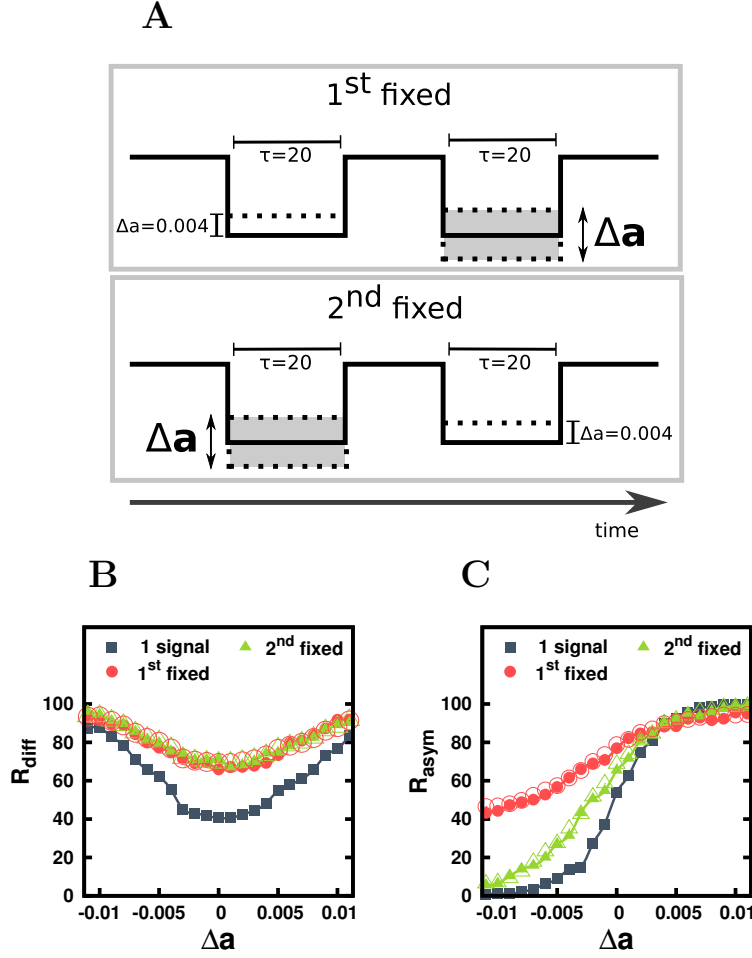 A
1st fixed
τ=20 τ=20
Δa=0.004
Δa
2nd fixed
τ=20 τ=20
Δa
Δa=0.004
time
B
1 signal 2nd fixed
1st fixed
100
80
60
40
20
0
Rdiff
-0.01 -0.005 0 0.005 0.01
Δa
C
1 signal 2nd fixed
1st fixed
100
80
60
40
20
0
Rasym
-0.01 -0.005 0 0.005 0.01
Δa